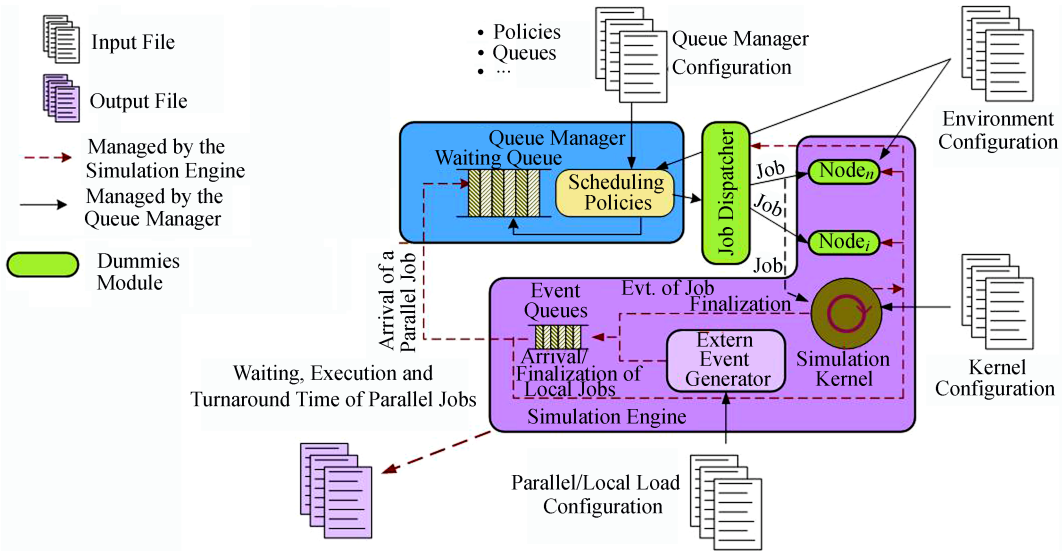 Input File
Output File
Managed by the
Simulation Engine
Managed by the
Queue Manager
Dummies
Module
• Policies
• Queues
• ...
Queue Manager
Configuration
Environment
Configuration
Queue Manager
Waiting Queue
Scheduling
Policies
Job Dispatcher
Job
Job
Job
Node_n
Node_i
Arrival of a
Parallel Job
Event
Queues
Evt. of Job
Finalization
Arrival/
Finalization of
Local Jobs
Extern
Event
Generator
Simulation
Kernel
Simulation Engine
Kernel
Configuration
Waiting, Execution and
Turnaround Time of Parallel Jobs
Parallel/Local Load
Configuration